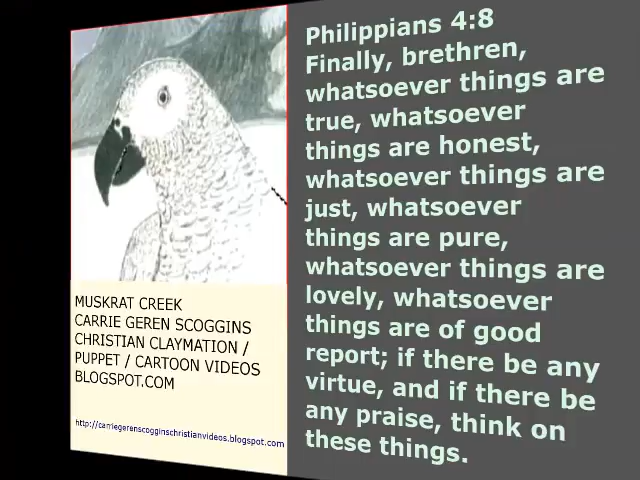 Philippians 4:8
Finally, brethren,
whatsoever things are
true, whatsoever
things are honest,
whatsoever things are
just, whatsoever
things are pure,
whatsoever things are
lovely, whatsoever
things are of good
report; if there be any
virtue, and if there be
any praise, think on
these things.
MUSKRAT CREEK
CARRIE GEREN SCOGGINS
CHRISTIAN CLAYMATION /
PUPPET / CARTOON VIDEOS
BLOGSPOT.COM
http://carriegerenscogginschristianvideos.blogspot.com